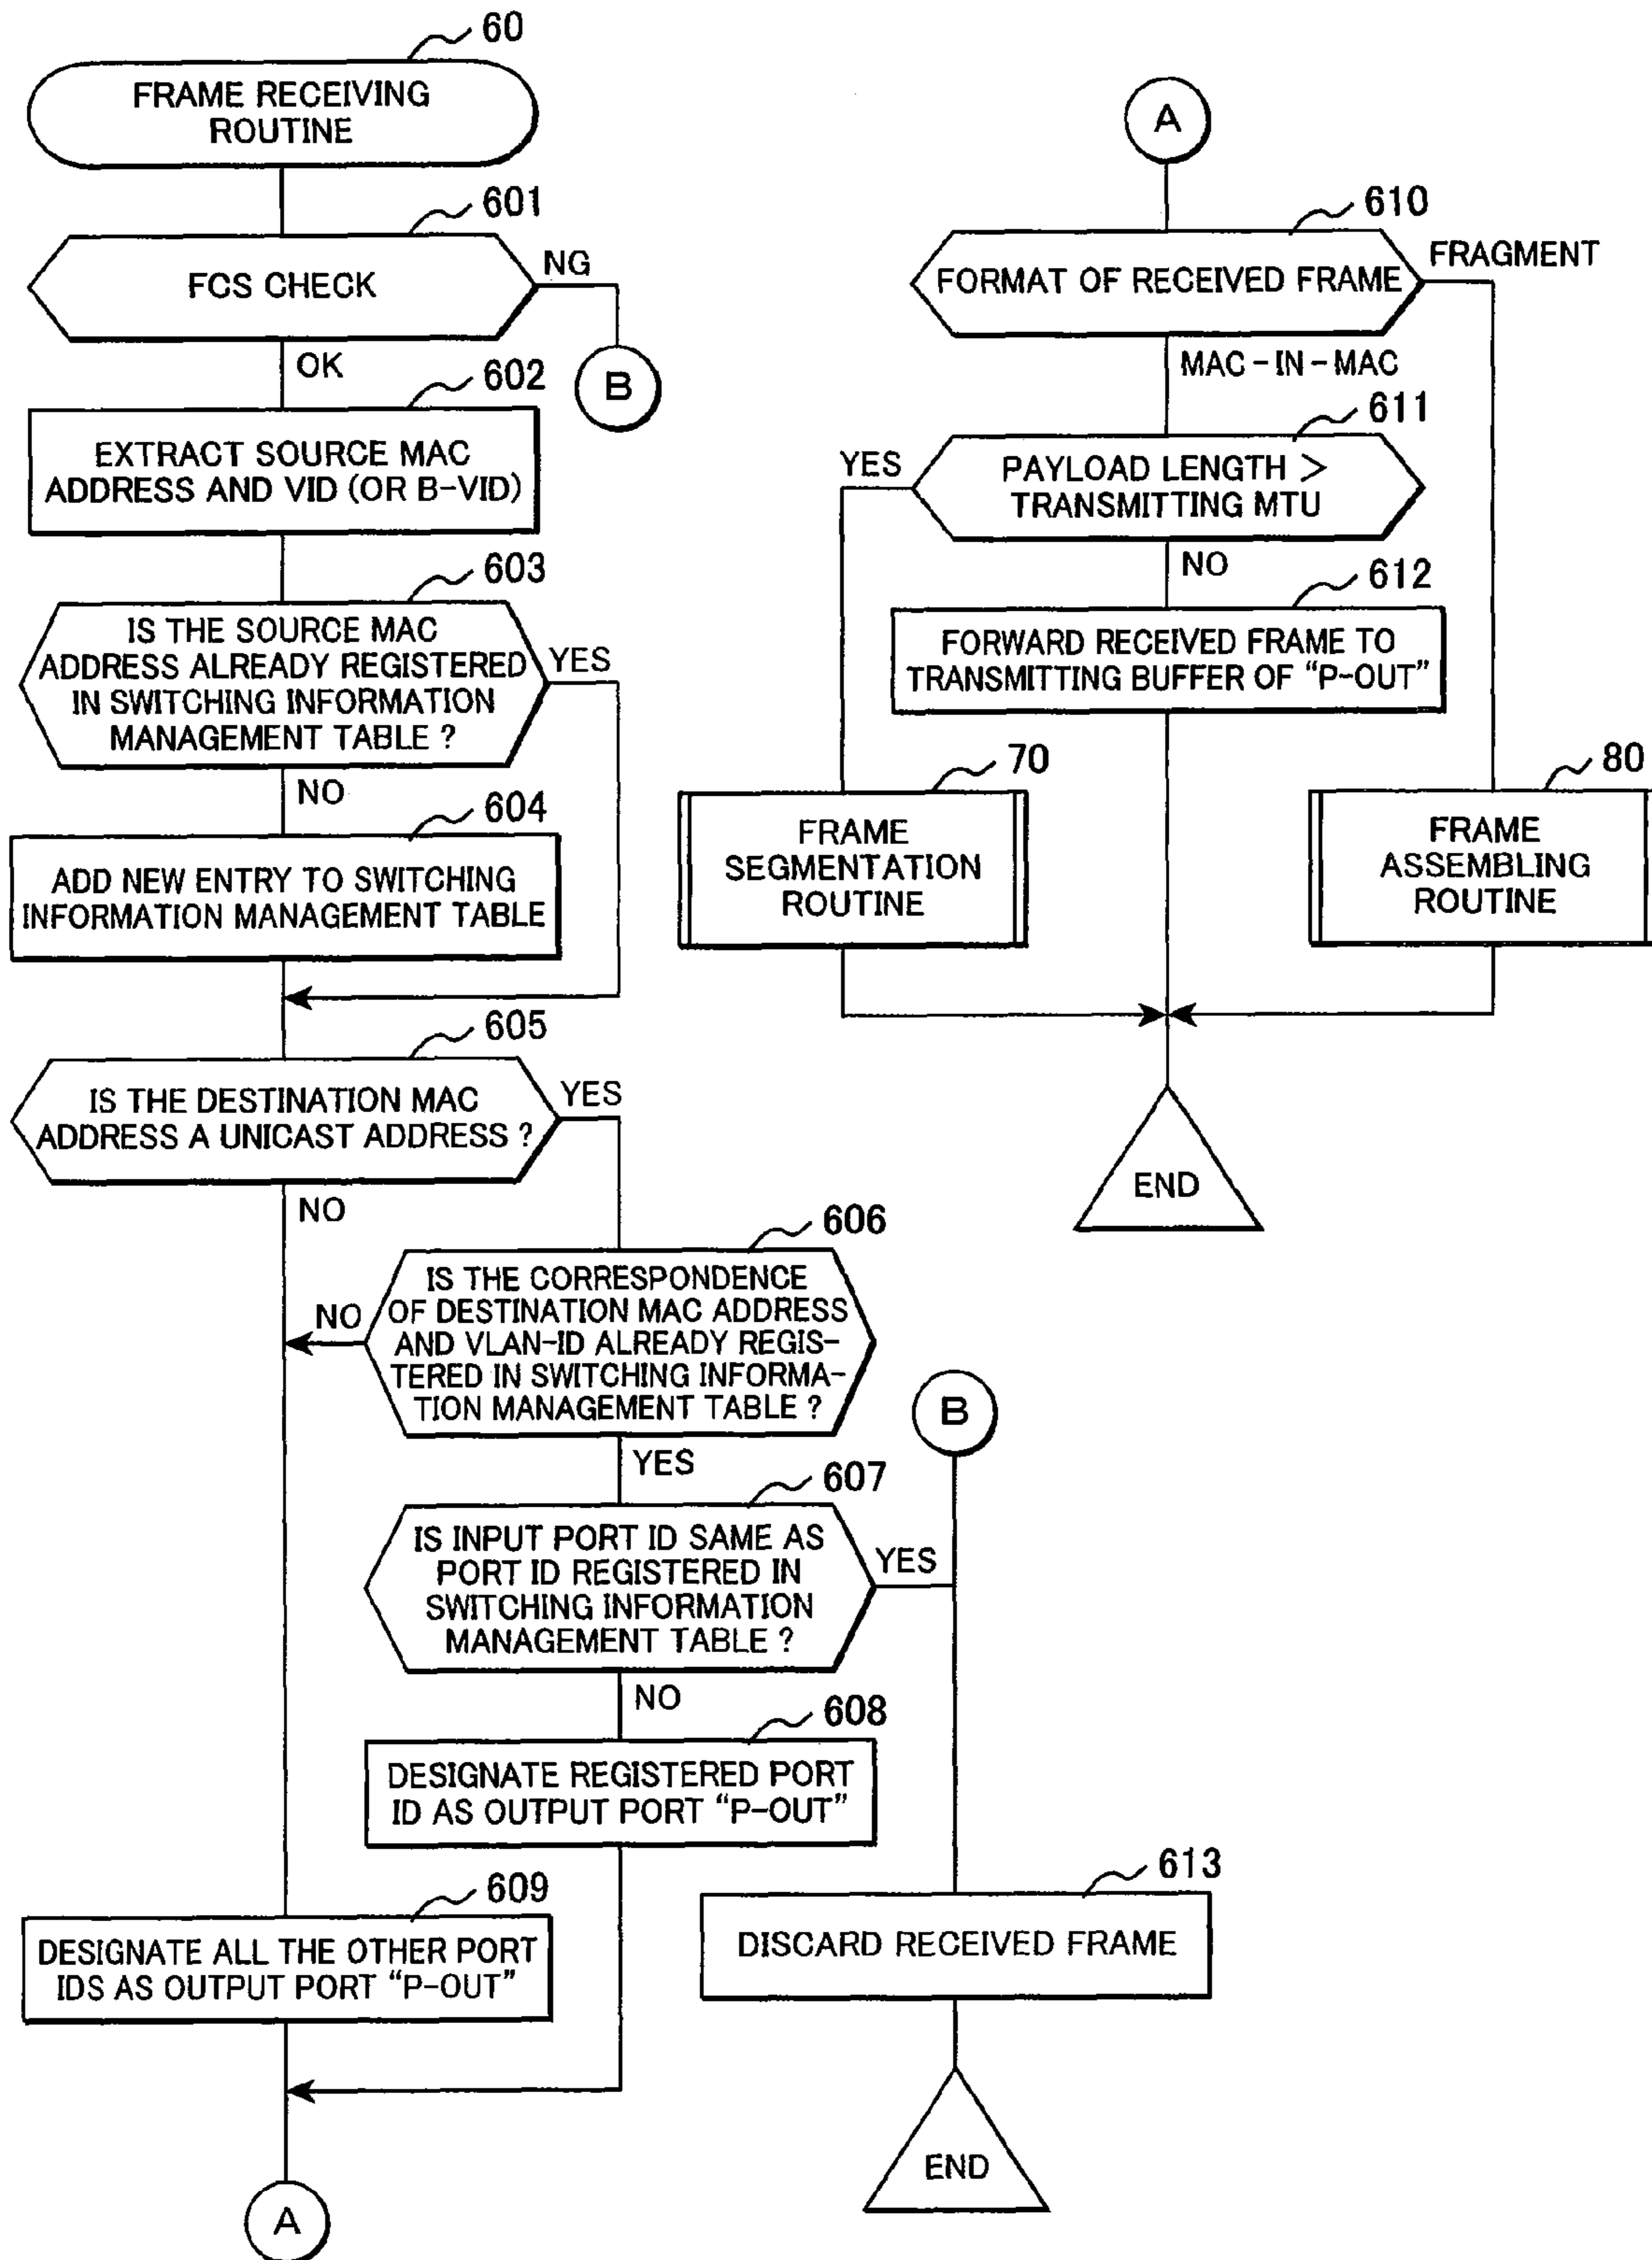 60
FRAME RECEIVING
ROUTINE
601
FCS CHECK
NG
B
OK
602
EXTRACT SOURCE MAC
ADDRESS AND VID (OR B-VID)
603
IS THE SOURCE MAC
ADDRESS ALREADY REGISTERED
IN SWITCHING INFORMATION
MANAGEMENT TABLE ?
YES
NO
604
ADD NEW ENTRY TO SWITCHING
INFORMATION MANAGEMENT TABLE
605
IS THE DESTINATION MAC
ADDRESS A UNICAST ADDRESS ?
YES
NO
606
IS THE CORRESPONDENCE
OF DESTINATION MAC ADDRESS
AND VLAN-ID ALREADY REGIS-
TERED IN SWITCHING INFORMA-
TION MANAGEMENT TABLE ?
NO
YES
607
IS INPUT PORT ID SAME AS
PORT ID REGISTERED IN
SWITCHING INFORMATION
MANAGEMENT TABLE ?
YES
NO
608
DESIGNATE REGISTERED PORT
ID AS OUTPUT PORT “P-OUT”
609
DESIGNATE ALL THE OTHER PORT
IDS AS OUTPUT PORT “P-OUT”
A
B
613
DISCARD RECEIVED FRAME
END
A
610
FORMAT OF RECEIVED FRAME
FRAGMENT
MAC-IN-MAC
611
PAYLOAD LENGTH >
TRANSMITTING MTU
YES
NO
612
FORWARD RECEIVED FRAME TO
TRANSMITTING BUFFER OF “P-OUT”
70
FRAME
SEGMENTATION
ROUTINE
80
FRAME
ASSEMBLING
ROUTINE
END